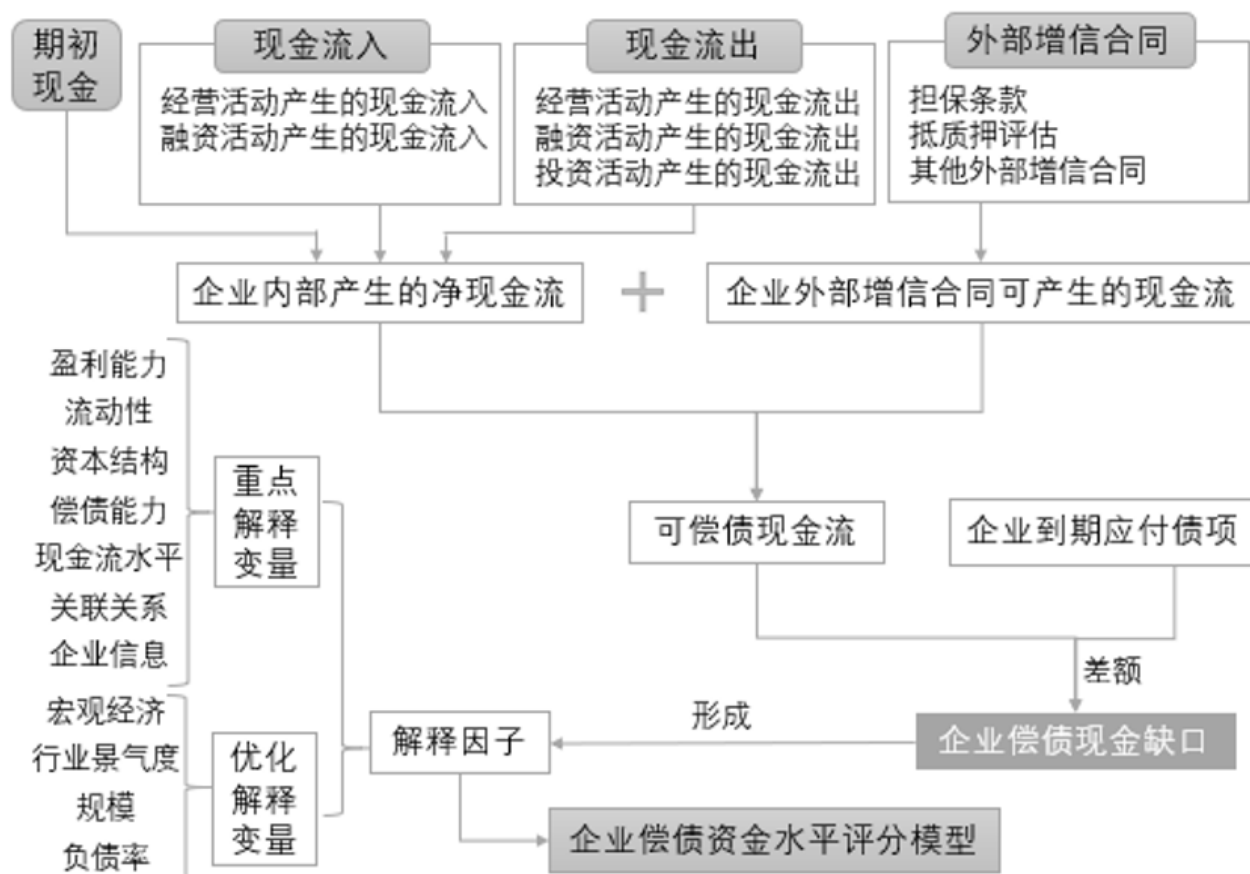 期初
现金
现金流入
经营活动产生的现金流入
融资活动产生的现金流入
现金流出
经营活动产生的现金流出
融资活动产生的现金流出
投资活动产生的现金流出
外部增信合同
担保条款
抵质押评估
其他外部增信合同
企业内部产生的净现金流
+
企业外部增信合同可产生的现金流
盈利能力
流动性
资本结构
偿债能力
现金流水平
关联关系
企业信息
重点
解释
变量
可偿债现金流
企业到期应付债项
差额
宏观经济
行业景气度
规模
负债率
优化
解释
变量
解释因子
形成
企业偿债现金缺口
企业偿债资金水平评分模型